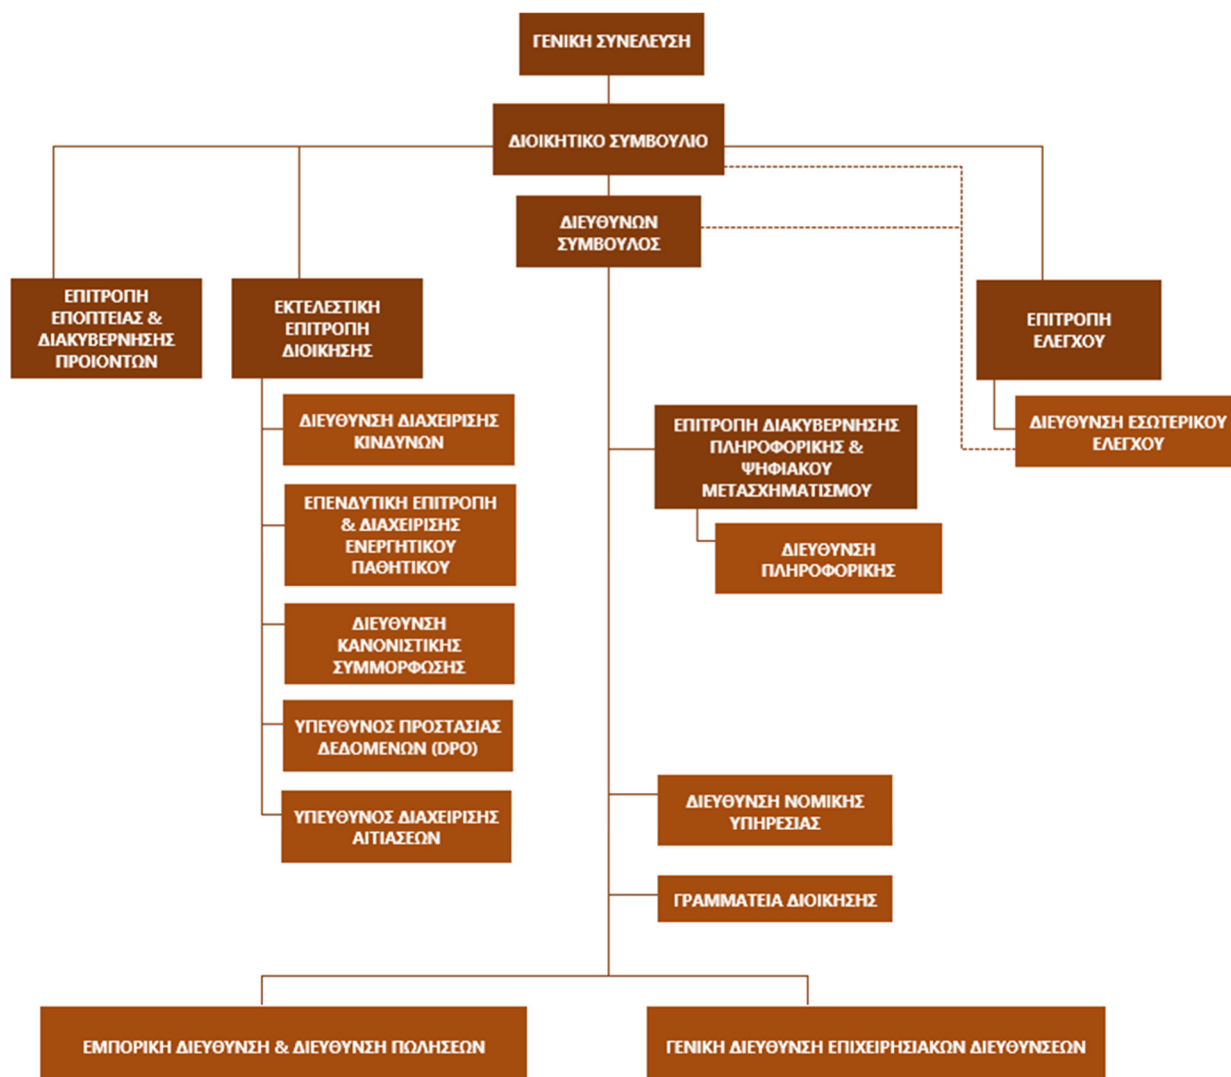 ΓΕΝΙΚΗ ΣΥΝΕΛΕΥΣΗ
ΔΙΟΙΚΗΤΙΚΟ ΣΥΜΒΟΥΛΙΟ
ΔΙΕΥΘΥΝΩΝ
ΣΥΜΒΟΥΛΟΣ
ΕΠΙΤΡΟΠΗ
ΕΠΟΠΤΕΙΑΣ &
ΔΙΑΚΥΒΕΡΝΗΣΗΣ
ΠΡΟΙΟΝΤΩΝ
ΕΚΤΕΛΕΣΤΙΚΗ
ΕΠΙΤΡΟΠΗ
ΔΙΟΙΚΗΣΗΣ
ΕΠΙΤΡΟΠΗ
ΕΛΕΓΧΟΥ
ΔΙΕΥΘΥΝΣΗ ΔΙΑΧΕΙΡΙΣΗΣ
ΚΙΝΔΥΝΩΝ
ΕΠΙΤΡΟΠΗ ΔΙΑΚΥΒΕΡΝΗΣΗΣ
ΠΛΗΡΟΦΟΡΙΚΗΣ &
ΨΗΦΙΑΚΟΥ
ΜΕΤΑΣΧΗΜΑΤΙΣΜΟΥ
ΔΙΕΥΘΥΝΣΗ ΕΣΩΤΕΡΙΚΟΥ
ΕΛΕΓΧΟΥ
ΕΠΕΝΔΥΤΙΚΗ ΕΠΙΤΡΟΠΗ
& ΔΙΑΧΕΙΡΙΣΗΣ
ΕΝΕΡΓΗΤΙΚΟΥ
ΠΑΘΗΤΙΚΟΥ
ΔΙΕΥΘΥΝΣΗ
ΠΛΗΡΟΦΟΡΙΚΗΣ
ΔΙΕΥΘΥΝΣΗ
ΚΑΝΟΝΙΣΤΙΚΗΣ
ΣΥΜΜΟΡΦΩΣΗΣ
ΥΠΕΥΘΥΝΟΣ ΠΡΟΣΤΑΣΙΑΣ
ΔΕΔΟΜΕΝΩΝ (DPO)
ΥΠΕΥΘΥΝΟΣ ΔΙΑΧΕΙΡΙΣΗΣ
ΑΙΤΙΑΣΕΩΝ
ΔΙΕΥΘΥΝΣΗ ΝΟΜΙΚΗΣ
ΥΠΗΡΕΣΙΑΣ
ΓΡΑΜΜΑΤΕΙΑ ΔΙΟΙΚΗΣΗΣ
ΕΜΠΟΡΙΚΗ ΔΙΕΥΘΥΝΣΗ & ΔΙΕΥΘΥΝΣΗ ΠΩΛΗΣΕΩΝ
ΓΕΝΙΚΗ ΔΙΕΥΘΥΝΣΗ ΕΠΙΧΕΙΡΗΣΙΑΚΩΝ ΔΙΕΥΘΥΝΣΕΩΝ